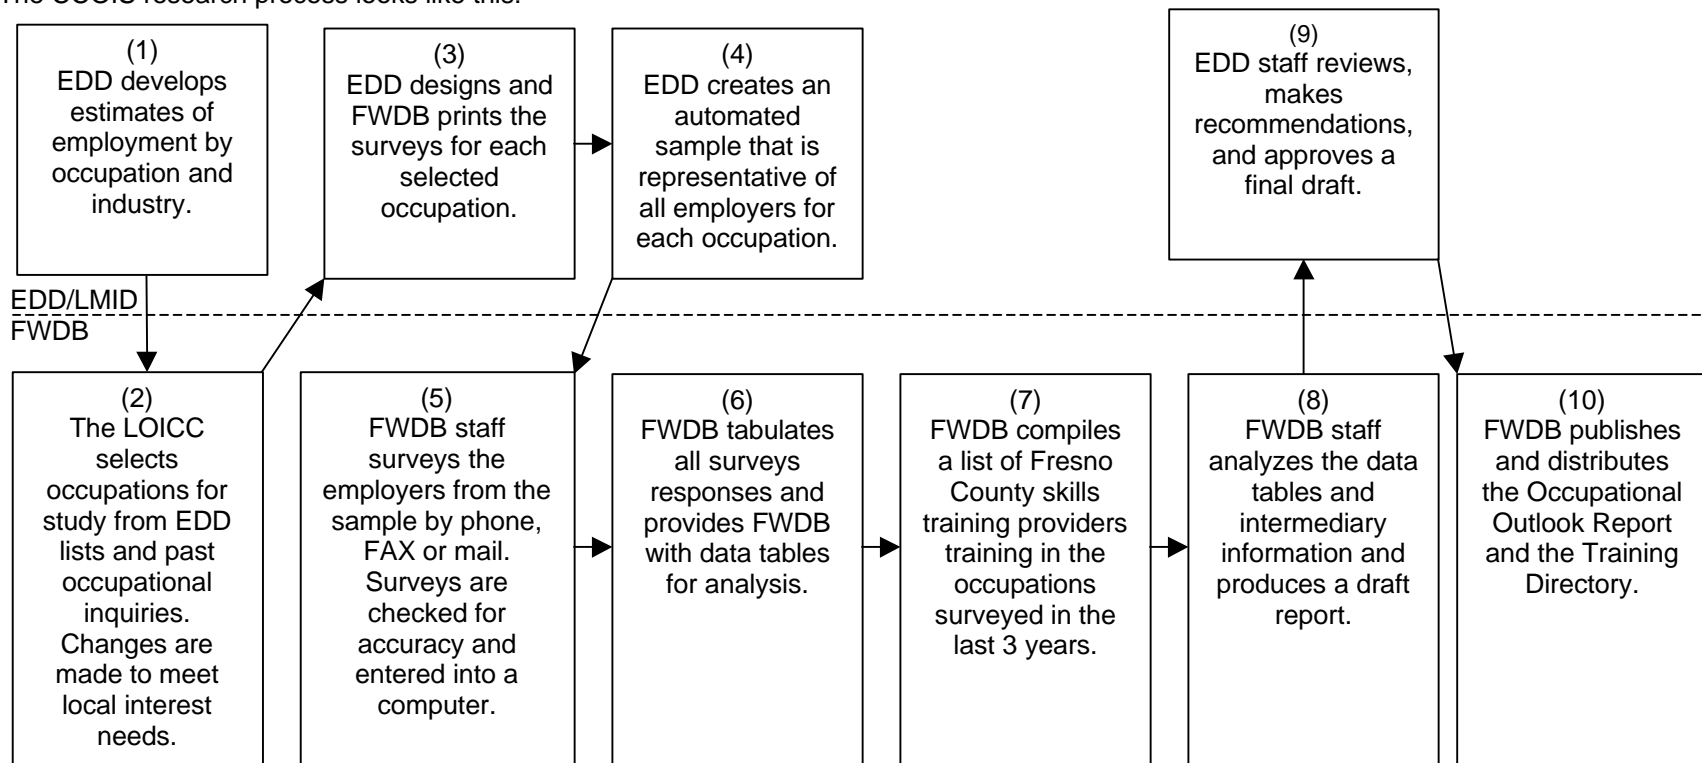 (1)
EDD develops
estimates of
employment by
occupation and
industry.
(3)
EDD designs and
FWDB prints the
surveys for each
selected
occupation.
(4)
EDD creates an
automated
sample that is
representative of
all employers for
each occupation.
(9)
EDD staff reviews,
makes
recommendations,
and approves a
final draft.
EDD/LMID
FWDB
(2)
The LOICC
selects
occupations for
study from EDD
lists and past
occupational
inquiries.
Changes are
made to meet
local interest
needs.
(5)
FWDB staff
surveys the
employers from the
sample by phone,
FAX or mail.
Surveys are
checked for
accuracy and
entered into a
computer.
(6)
FWDB tabulates
all surveys
responses and
provides FWDB
with data tables
for analysis.
(7)
FWDB compiles
a list of Fresno
County skills
training providers
training in the
occupations
surveyed in the
last 3 years.
(8)
FWDB staff
analyzes the data
tables and
intermediary
information and
produces a draft
report.
(10)
FWDB publishes
and distributes
the Occupational
Outlook Report
and the Training
Directory.